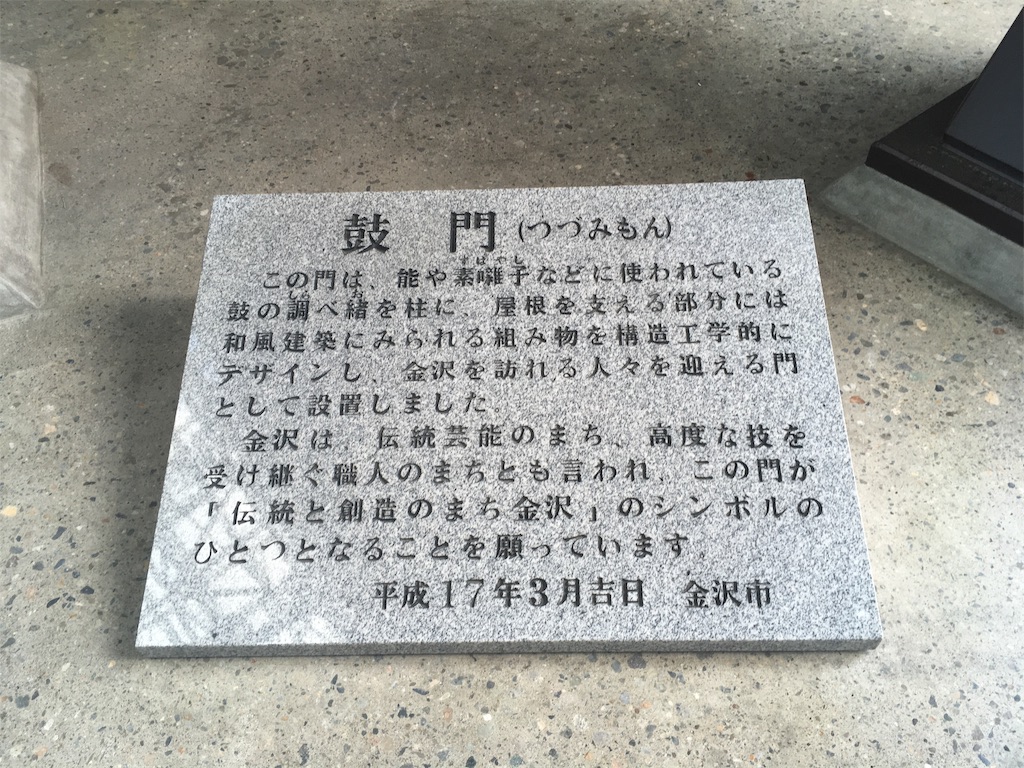 鼓　門 (つづみもん)
すばやし
この門は、能や素囃子などに使われている
しら　お
鼓の調べ緒を柱に、屋根を支える部分には
和風建築にみられる組み物を構造工学的に
デザインし、金沢を訪れる人々を迎える門
として設置しました。
金沢は、伝統芸能のまち、高度な技を
受け継ぐ職人のまちとも言われ、この門が
「伝統と創造のまち金沢」のシンボルの
ひとつとなることを願っています。
平成17年3月吉日　金沢市